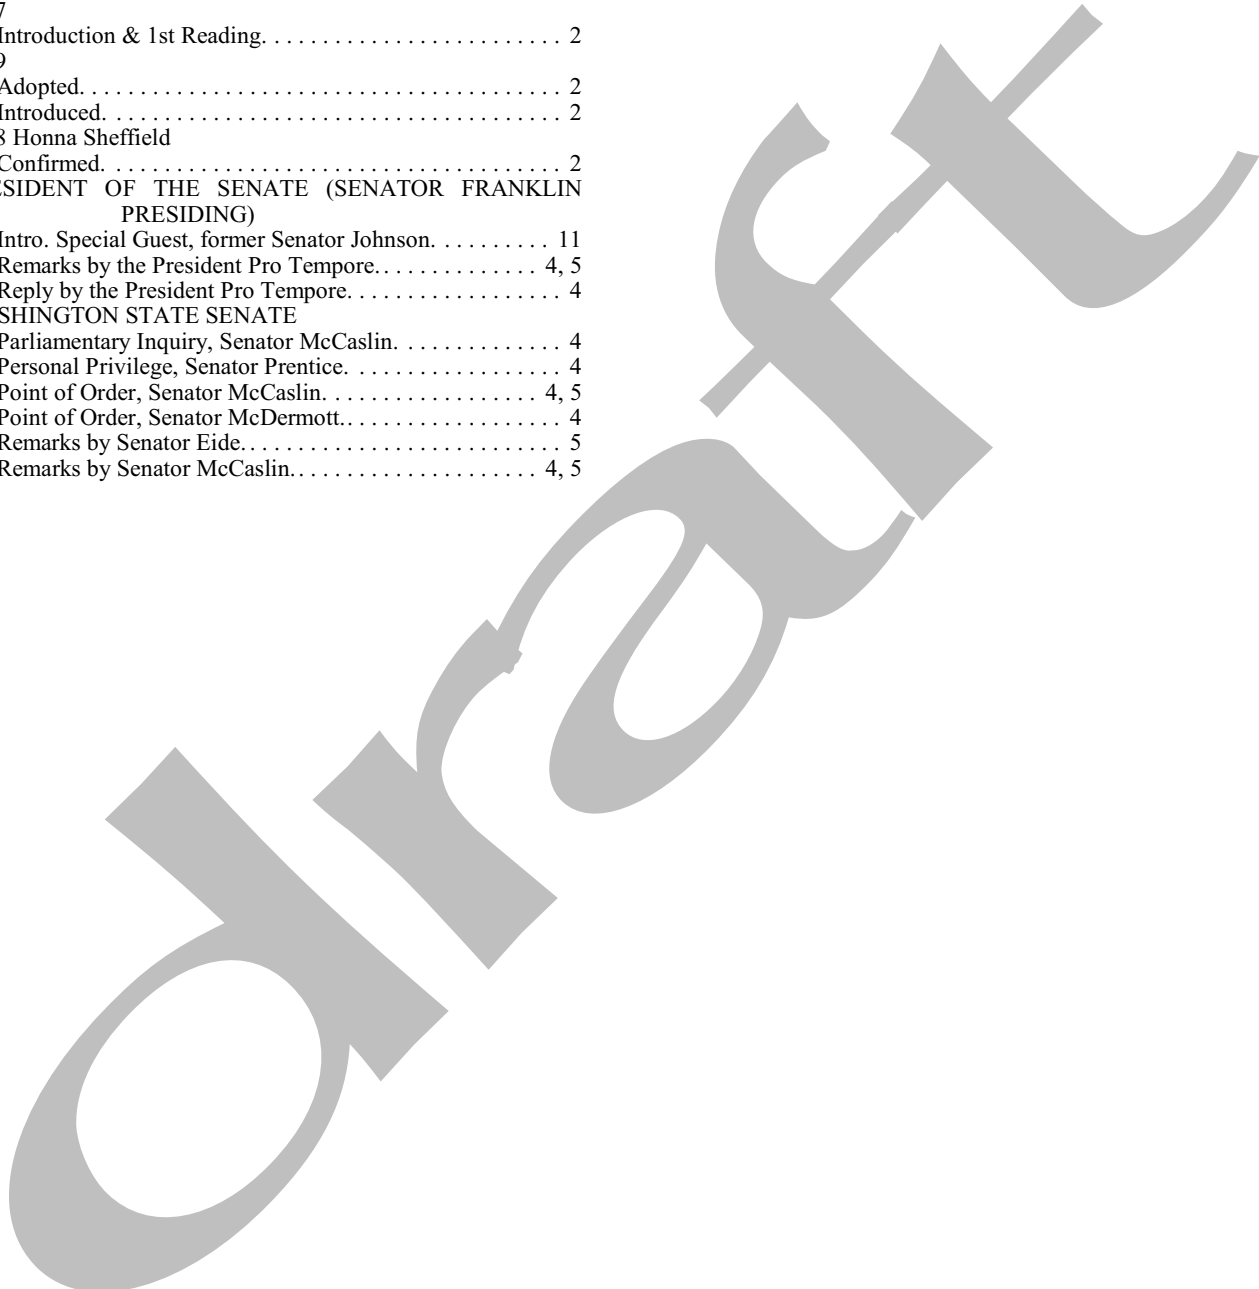 7
Introduction & 1st Reading. . . . . . . . . . . . . . . . . . . . . . . . . 2
9
Adopted. . . . . . . . . . . . . . . . . . . . . . . . . . . . . . . . . . . . . . . . 2
Introduced. . . . . . . . . . . . . . . . . . . . . . . . . . . . . . . . . . . . . . 2
8 Honna Sheffield
Confirmed. . . . . . . . . . . . . . . . . . . . . . . . . . . . . . . . . . . . . . 2
ESIDENT OF THE SENATE (SENATOR FRANKLIN
PRESIDING)
Intro. Special Guest, former Senator Johnson. . . . . . . . . . 11
Remarks by the President Pro Tempore. . . . . . . . . . . . . . 4, 5
Reply by the President Pro Tempore. . . . . . . . . . . . . . . . . . 4
SHINGTON STATE SENATE
Parliamentary Inquiry, Senator McCaslin. . . . . . . . . . . . . . 4
Personal Privilege, Senator Prentice. . . . . . . . . . . . . . . . . . 4
Point of Order, Senator McCaslin. . . . . . . . . . . . . . . . . . 4, 5
Point of Order, Senator McDermott. . . . . . . . . . . . . . . . . . . 4
Remarks by Senator Eide. . . . . . . . . . . . . . . . . . . . . . . . . . . 5
Remarks by Senator McCaslin. . . . . . . . . . . . . . . . . . . . . 4, 5
draft